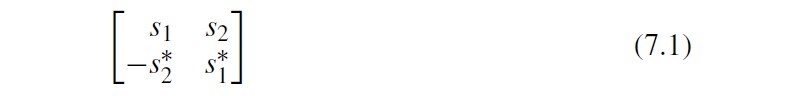 s₁ s₂
−s₂* s₁* (7.1)